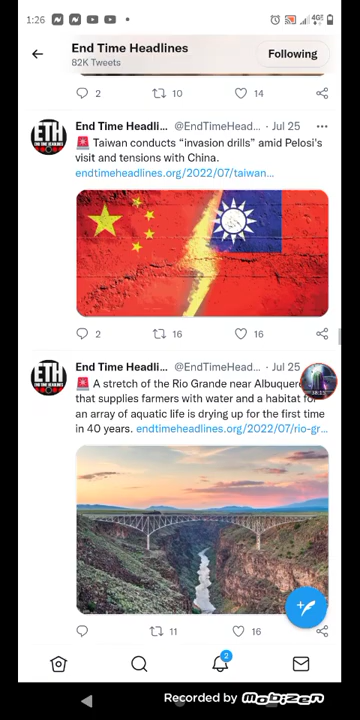 1:26
4GE
End Time Headlines
82K Tweets
Following
2
10
14
ETH
End Time Headli... @EndTimeHead... · Jul 25
🚨 Taiwan conducts “invasion drills” amid Pelosi's
visit and tensions with China.
endtimeheadlines.org/2022/07/taiwan...
2
16
16
ETH
End Time Headli... @EndTimeHead... · Jul 25
🚨 A stretch of the Rio Grande near
that supplies farmers with water and a habitat for
an array of aquatic life is drying up for the first time
in 40 years. endtimeheadlines.org/2022/07/rio-gr...
11
16
2
Recorded by mobizen